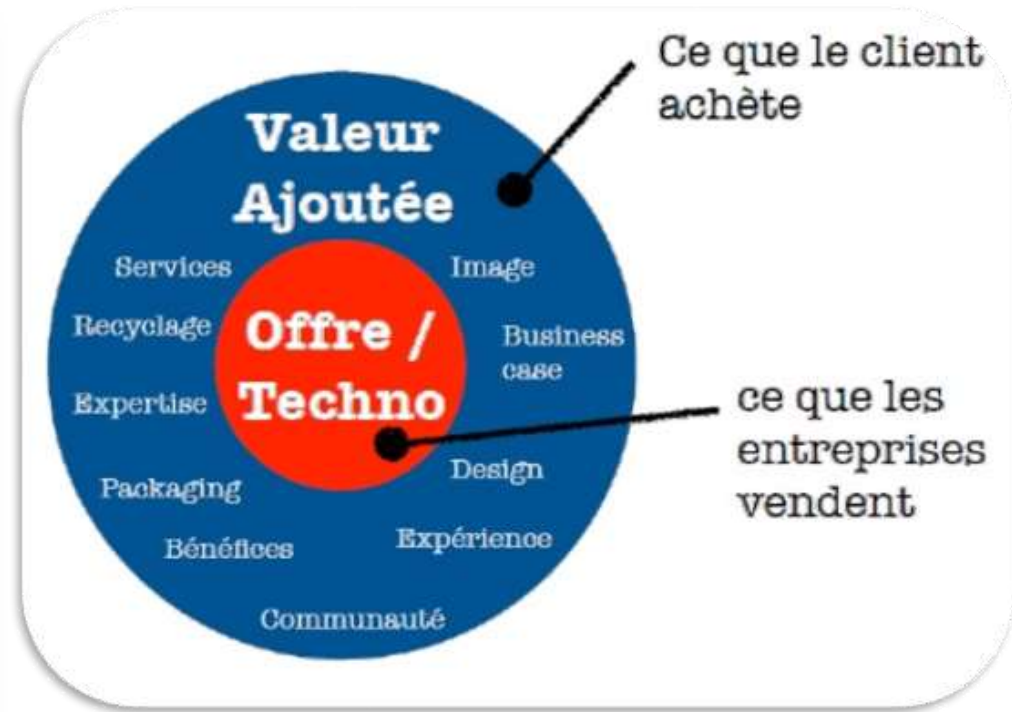 Ce que le client
achète
Valeur
Ajoutée
Services
Image
Recyclage
Offre /
Techno
Business
case
Expertise
ce que les
entreprises
vendent
Design
Packaging
Expérience
Bénéfices
Communauté